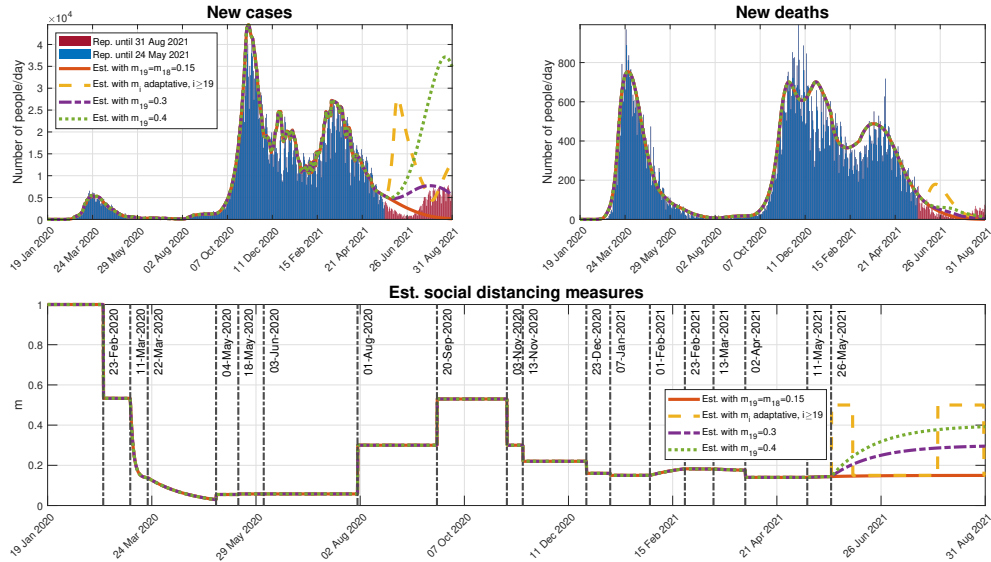 New cases
×10⁴
Number of people/day
4
3.5
3
2.5
2
1.5
1
0.5
0
Rep. until 31 Aug 2021
Rep. until 24 May 2021
Est. with m₁₉=m₁₈=0.15
Est. with mᵢ adaptative, i≥19
Est. with m₁₉=0.3
Est. with m₁₉=0.4
19 Jan 2020
24 Mar 2020
29 May 2020
02 Aug 2020
07 Oct 2020
11 Dec 2020
15 Feb 2021
21 Apr 2021
26 Jun 2021
31 Aug 2021
New deaths
Number of people/day
800
600
400
200
0
19 Jan 2020
24 Mar 2020
29 May 2020
02 Aug 2020
07 Oct 2020
11 Dec 2020
15 Feb 2021
21 Apr 2021
26 Jun 2021
31 Aug 2021
Est. social distancing measures
m
1
0.8
0.6
0.4
0.2
0
23-Feb-2020
11-Mar-2020
22-Mar-2020
04-May-2020
18-May-2020
03-Jun-2020
01-Aug-2020
20-Sep-2020
03-Nov-2020
13-Nov-2020
23-Dec-2020
07-Jan-2021
01-Feb-2021
23-Feb-2021
13-Mar-2021
02-Apr-2021
11-May-2021
26-May-2021
Est. with m₁₉=m₁₈=0.15
Est. with mᵢ adaptative, i≥19
Est. with m₁₉=0.3
Est. with m₁₉=0.4
19 Jan 2020
24 Mar 2020
29 May 2020
02 Aug 2020
07 Oct 2020
11 Dec 2020
15 Feb 2021
21 Apr 2021
26 Jun 2021
31 Aug 2021